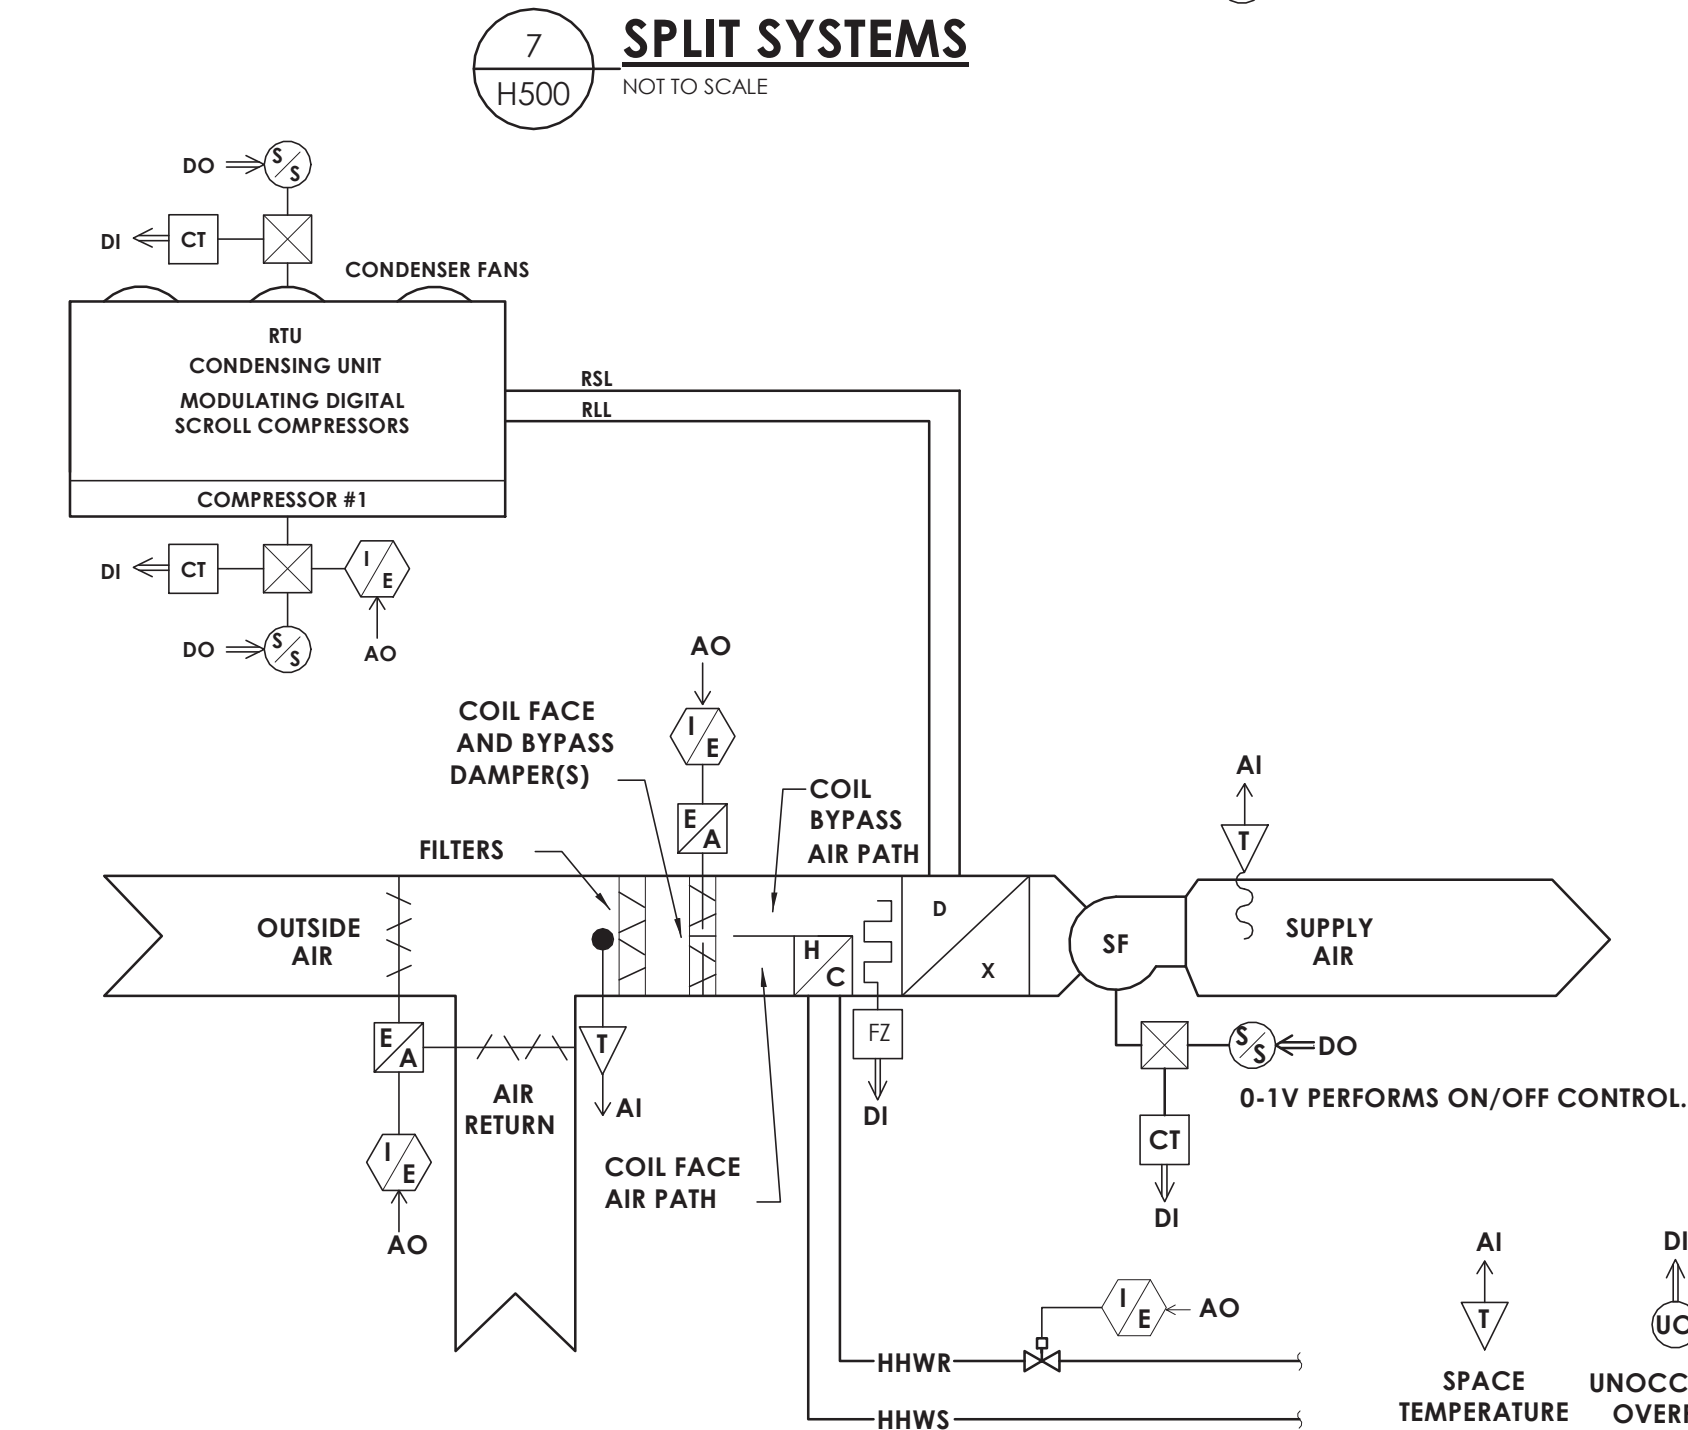 7
H500
SPLIT SYSTEMS
NOT TO SCALE
DO
S/S
DI
CT
CONDENSER FANS
RTU
CONDENSING UNIT
MODULATING DIGITAL
SCROLL COMPRESSORS
COMPRESSOR #1
RSL
RLL
DI
CT
I/E
DO
S/S
AO
AO
I/E
E/A
COIL FACE
AND BYPASS
DAMPER(S)
COIL
BYPASS
AIR PATH
FILTERS
AI
T
OUTSIDE
AIR
H/C
D/X
SF
SUPPLY
AIR
E/A
T
AI
FZ
DI
AIR
RETURN
I/E
AO
COIL FACE
AIR PATH
S/S
DO
0-1V PERFORMS ON/OFF CONTROL.
CT
DI
I/E
AO
HHWR
HHWS
AI
T
SPACE
TEMPERATURE
DI